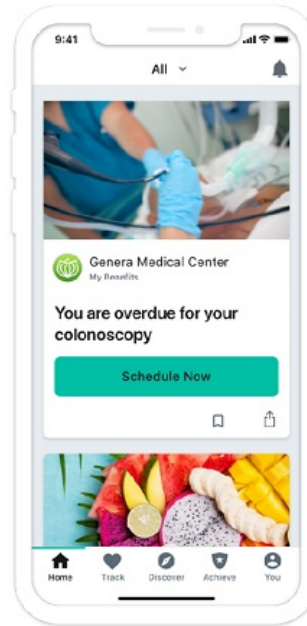 9:41
All
Genera Medical Center
My Benefits
You are overdue for your
colonoscopy
Schedule Now
Home Track Discover Achieve You